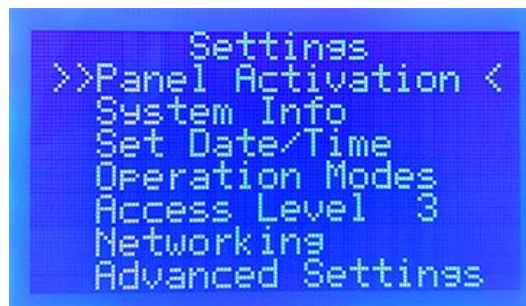 Settings
>>Panel Activation <
System Info
Set Date/Time
Operation Modes
Access Level 3
Networking
Advanced Settings